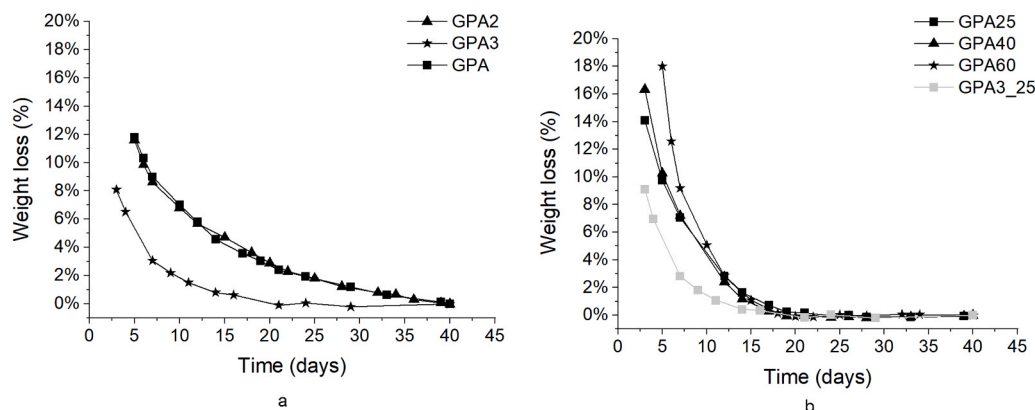 20%
18%
16%
14%
12%
10%
8%
6%
4%
2%
0%
Weight loss (%)
0 5 10 15 20 25 30 35 40 45
Time (days)
GPA2
GPA3
GPA
a
20%
18%
16%
14%
12%
10%
8%
6%
4%
2%
0%
Weight loss (%)
0 5 10 15 20 25 30 35 40 45
Time (days)
GPA25
GPA40
GPA60
GPA3_25
b